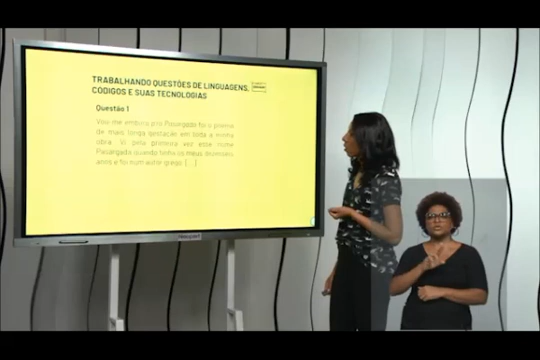 TRABALHANDO QUESTÕES DE LINGUAGENS,
CÓDIGOS E SUAS TECNOLOGIAS
Questão 1
Vou me embora pra Pasárgada foi o poema
de mais longa gestação em toda a minha
obra. Vi pela primeira vez esse nome
Pasárgada quando tinha os meus dezesseis
anos e foi num autor grego. [...]